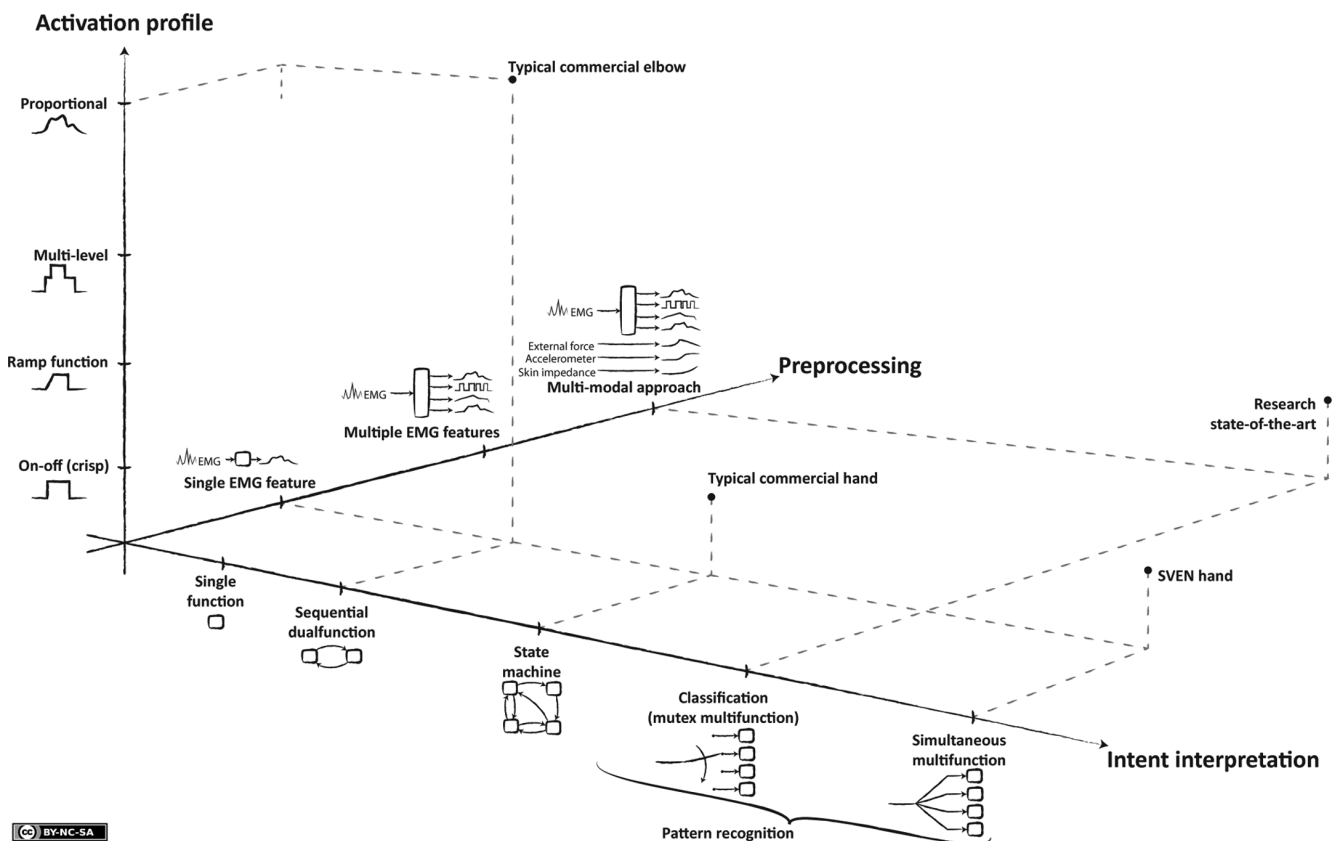 Activation profile
Typical commercial elbow
Proportional
Multi-level
Ramp function
On-off (crisp)
EMG
Single EMG feature
EMG
Multiple EMG features
EMG
External force
Accelerometer
Skin impedance
Multi-modal approach
Preprocessing
Research
state-of-the-art
Typical commercial hand
SVEN hand
Single
function
Sequential
dualfunction
State
machine
Classification
(mutex multifunction)
Simultaneous
multifunction
Intent interpretation
Pattern recognition
cc BY-NC-SA